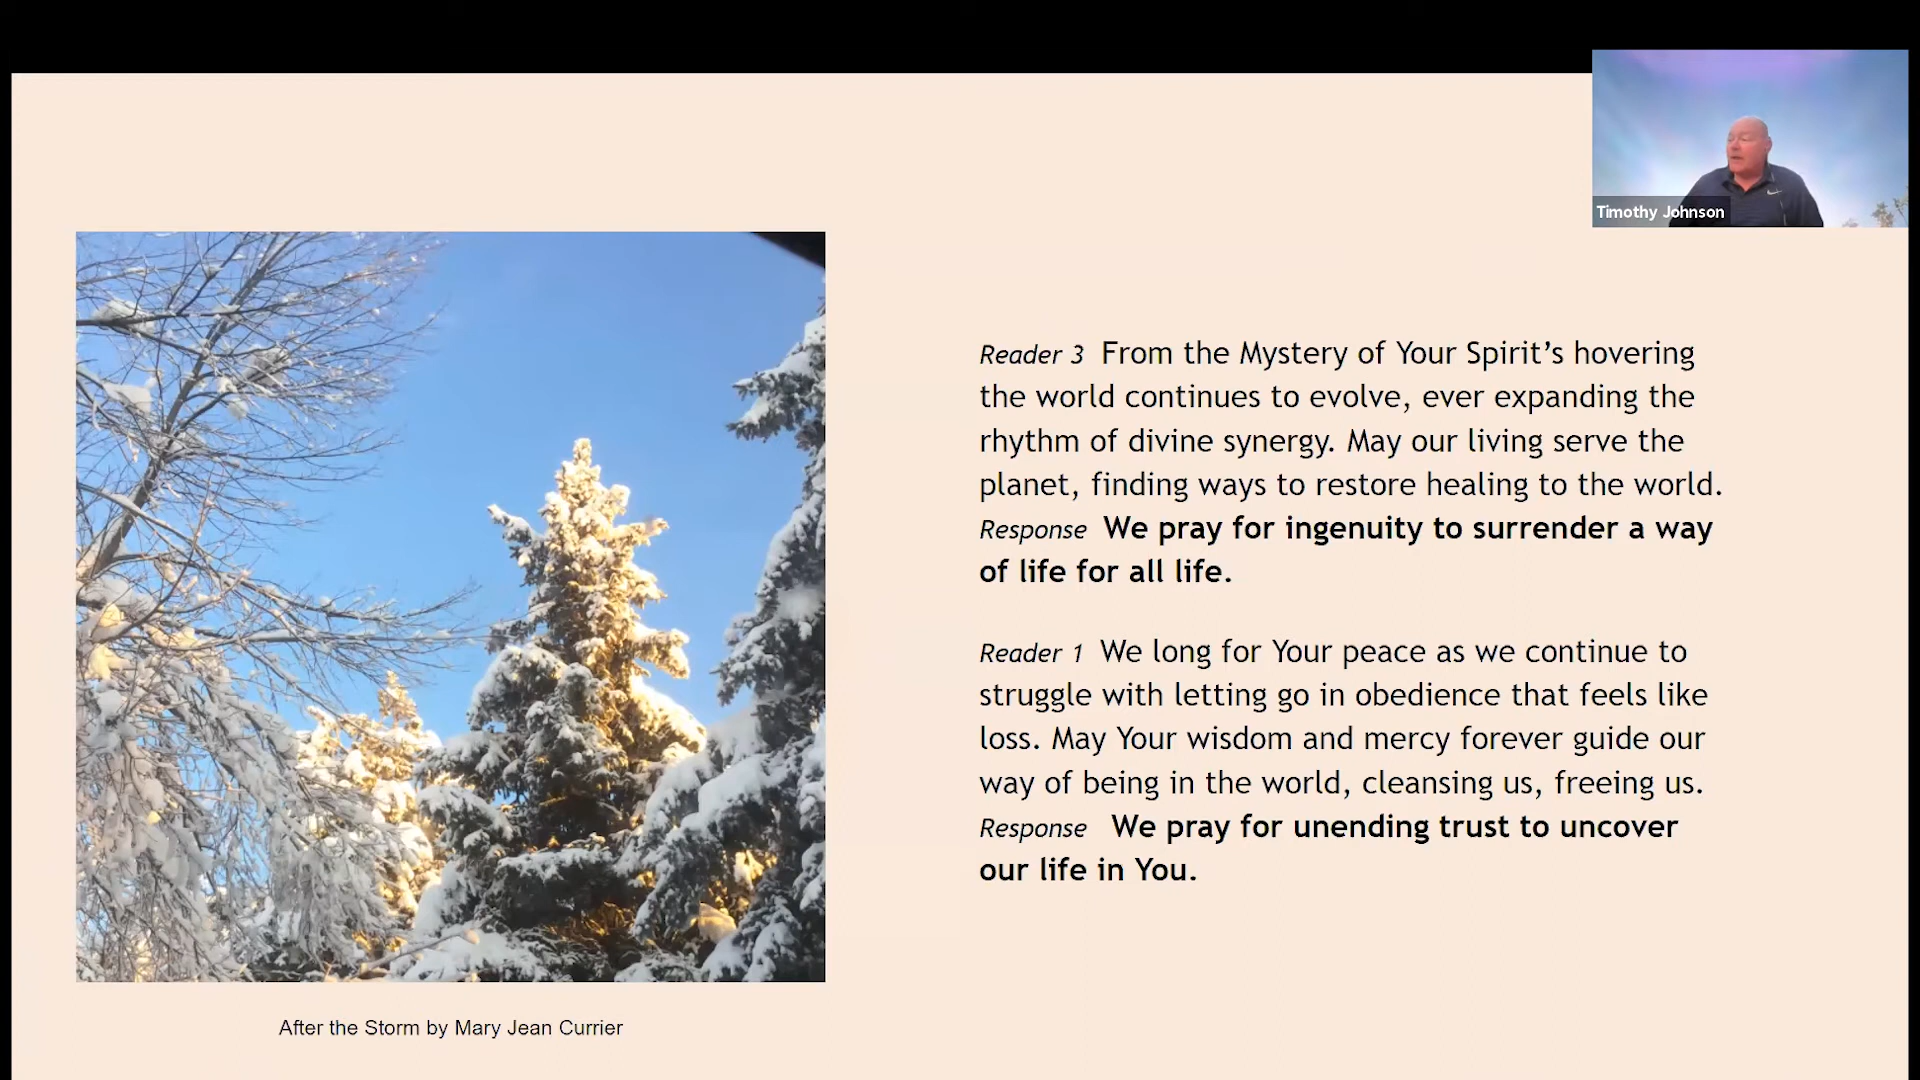 Timothy Johnson
Reader 3 From the Mystery of Your Spirit’s hovering
the world continues to evolve, ever expanding the
rhythm of divine synergy. May our living serve the
planet, finding ways to restore healing to the world.
Response We pray for ingenuity to surrender a way
of life for all life.
Reader 1 We long for Your peace as we continue to
struggle with letting go in obedience that feels like
loss. May Your wisdom and mercy forever guide our
way of being in the world, cleansing us, freeing us.
Response We pray for unending trust to uncover
our life in You.
After the Storm by Mary Jean Currier